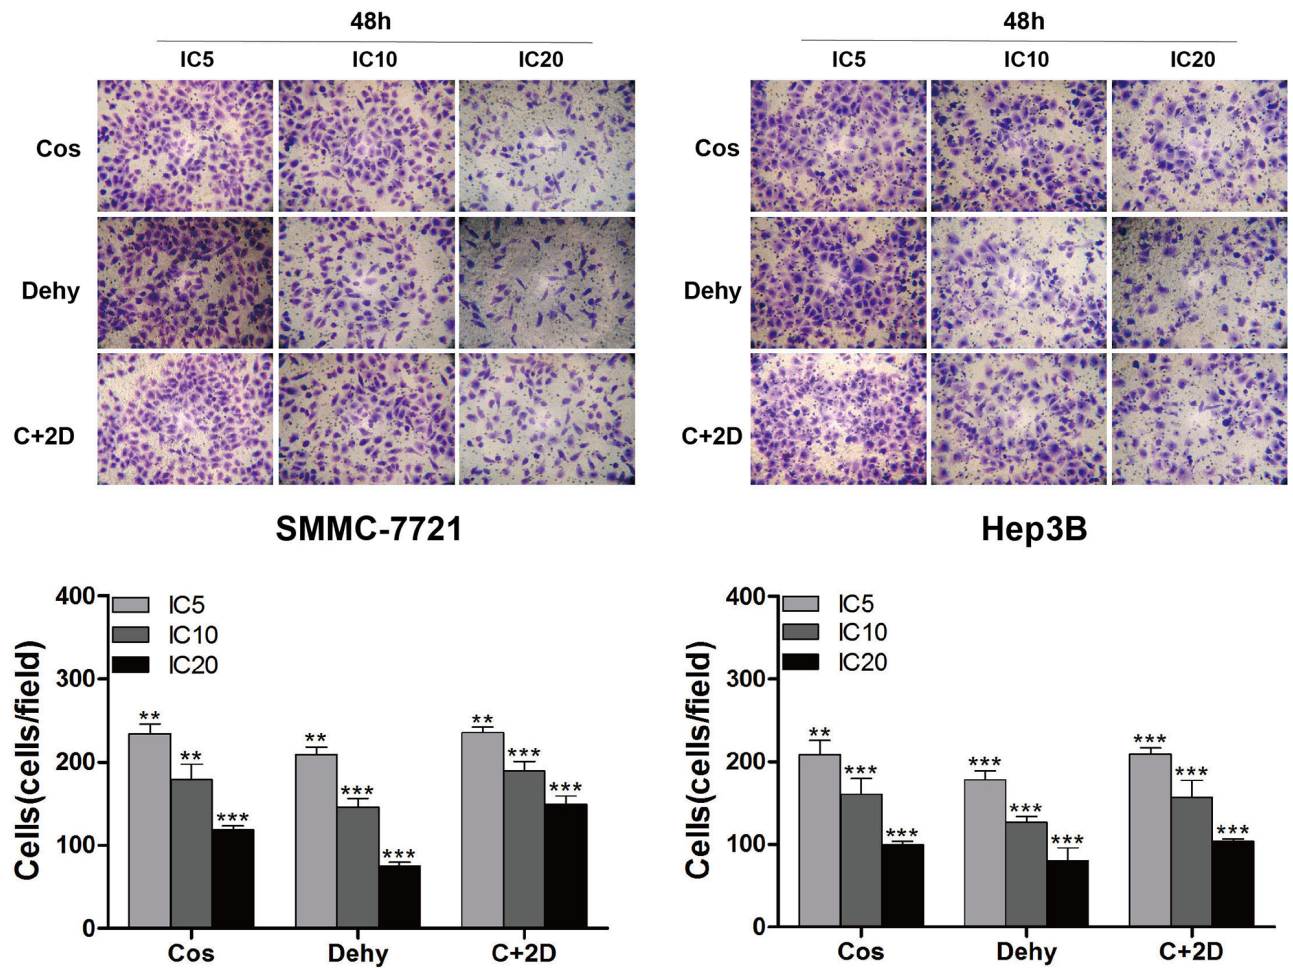 48h
IC5 IC10 IC20
Cos
Dehy
C+2D
SMMC-7721
48h
IC5 IC10 IC20
Cos
Dehy
C+2D
Hep3B
Cells(cells/field)
400
300
200
100
0
IC5
IC10
IC20
** ** ***
** *** ***
** *** ***
Cos Dehy C+2D
Cells(cells/field)
400
300
200
100
0
IC5
IC10
IC20
** *** ***
*** *** ***
*** *** ***
Cos Dehy C+2D